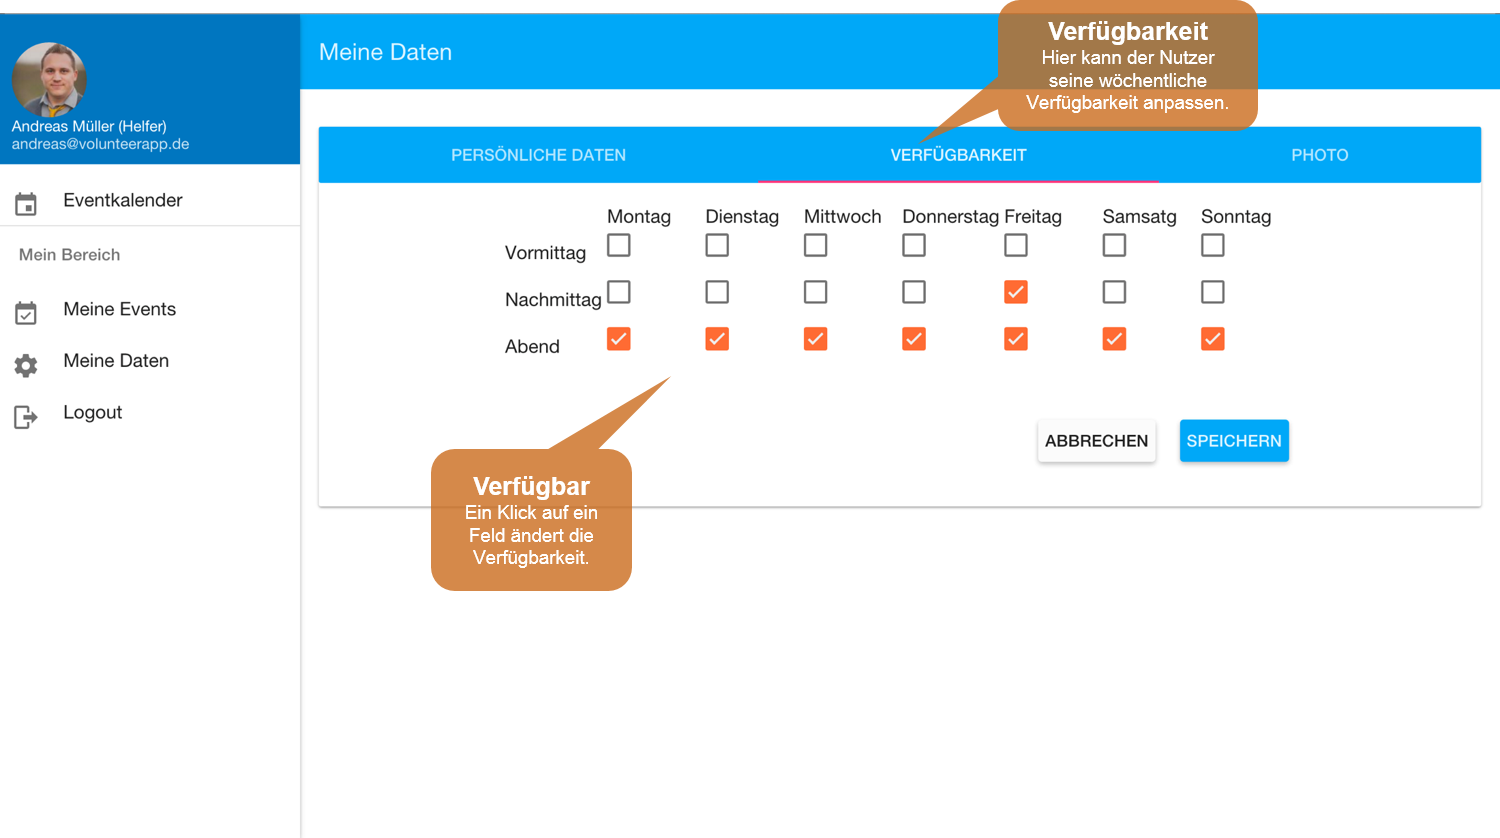 Meine Daten
Verfügbarkeit
Hier kann der Nutzer
seine wöchentliche
Verfügbarkeit anpassen.
Andreas Müller (Helfer)
andreas@volunteerapp.de
PERSÖNLICHE DATEN VERFÜGBARKEIT PHOTO
Eventkalender
Mein Bereich
Meine Events
Meine Daten
Logout
Montag Dienstag Mittwoch Donnerstag Freitag Samsatg Sonntag
Vormittag
Nachmittag
Abend
ABBRECHEN SPEICHERN
Verfügbar
Ein Klick auf ein
Feld ändert die
Verfügbarkeit.